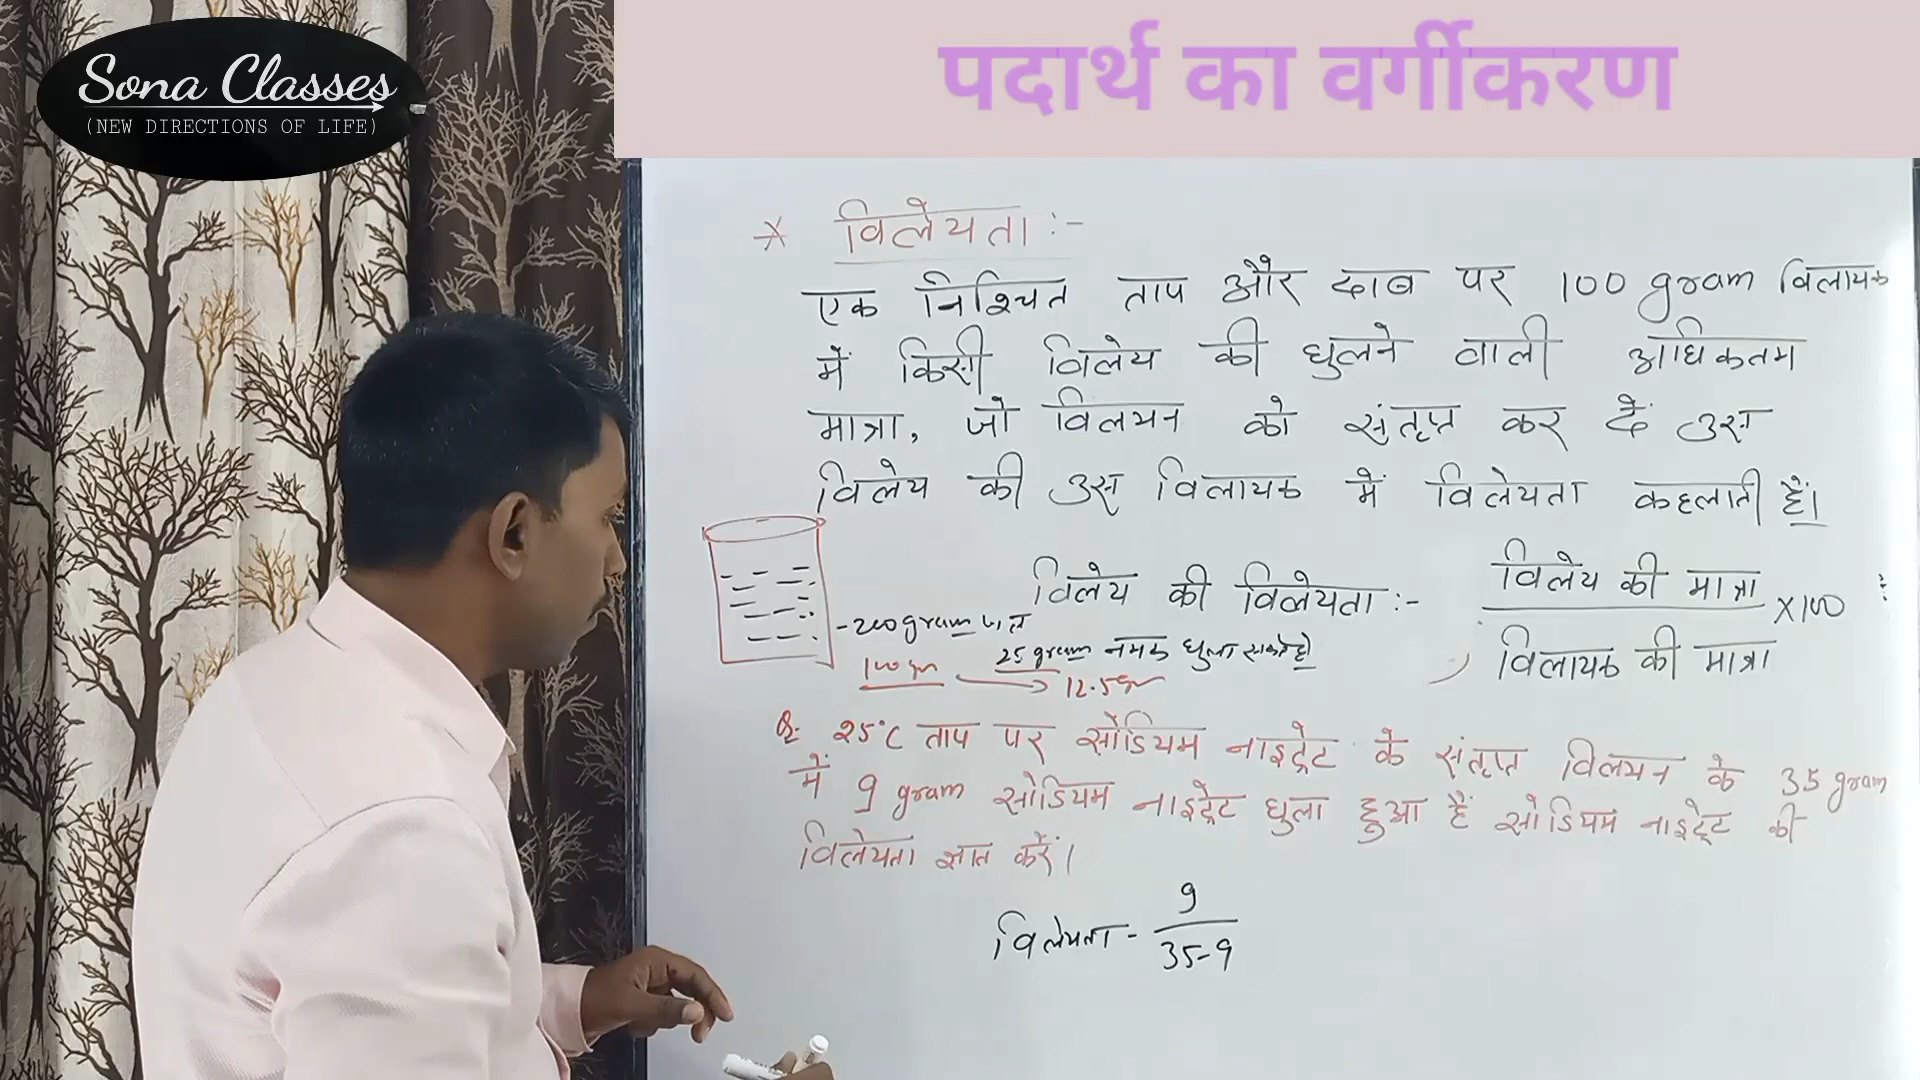 Sona Classes
(NEW DIRECTIONS OF LIFE)
पदार्थ का वर्गीकरण
* विलेयता :-
एक निश्चित ताप और दाब पर 100 gram विलायक
में किसी विलेय की घुलने वाली अधिकतम
मात्रा, जो विलयन को संतृप्त कर दें उस
विलेय की उस विलायक में विलेयता कहलाती हैं।
विलेय की विलेयता :- विलेय की मात्रा / विलायक की मात्रा ×100
-200 gram
25 gram नमक घुला सकते हो
100 gm → 12.5 gm
Q:- 25°C ताप पर सोडियम नाइट्रेट के संतृप्त विलयन के 35 gram
में 9 gram सोडियम नाइट्रेट घुला हुआ हैं सोडियम नाइट्रेट की
विलेयता ज्ञात करें।
विलेयता - 9 / 35-9